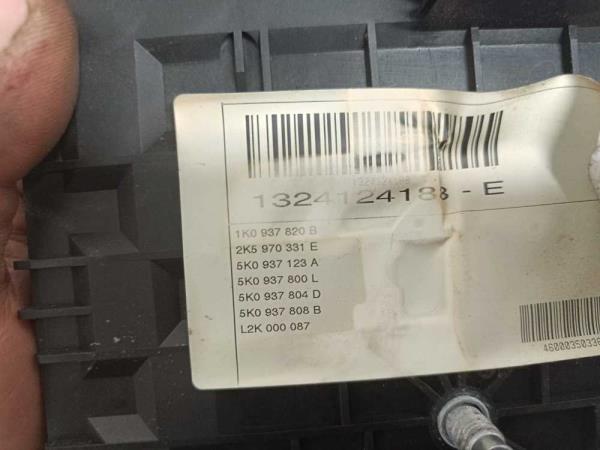 1324124188 - E
1K0 937 820 B
2K5 970 331 E
5K0 937 123 A
5K0 937 800 L
5K0 937 804 D
5K0 937 808 B
L2K 000 087